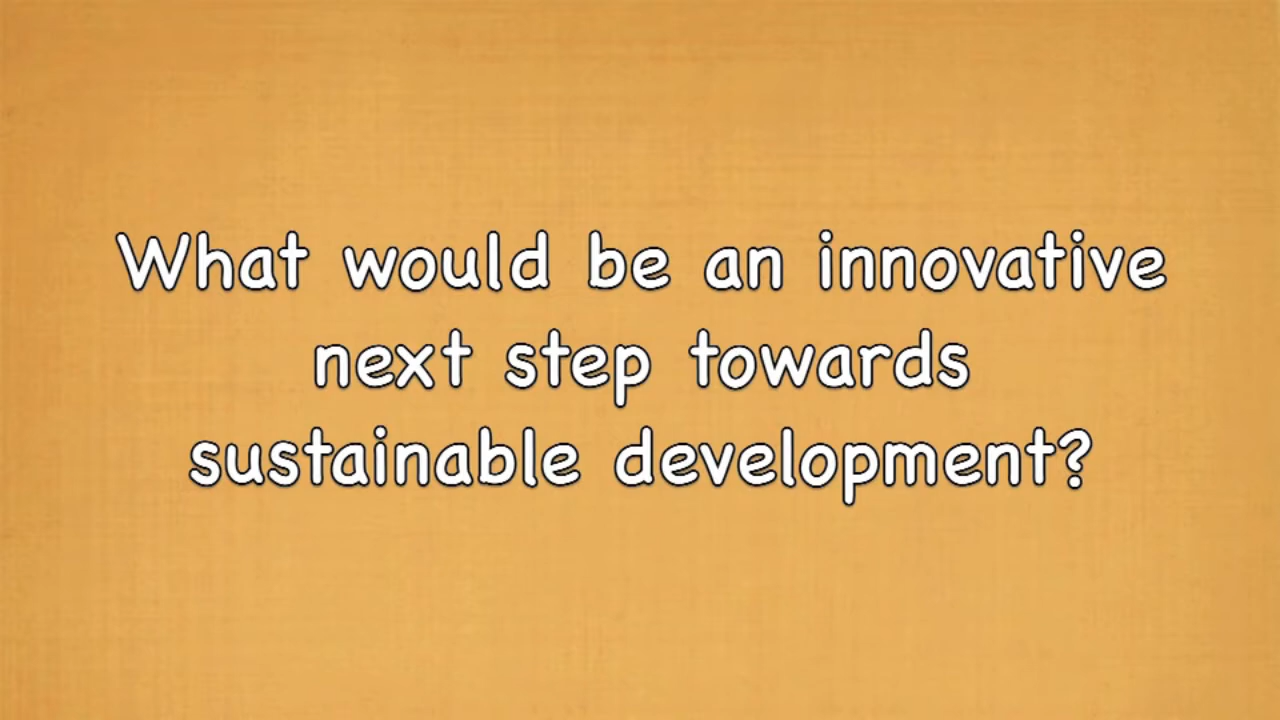 What would be an innovative
next step towards
sustainable development?